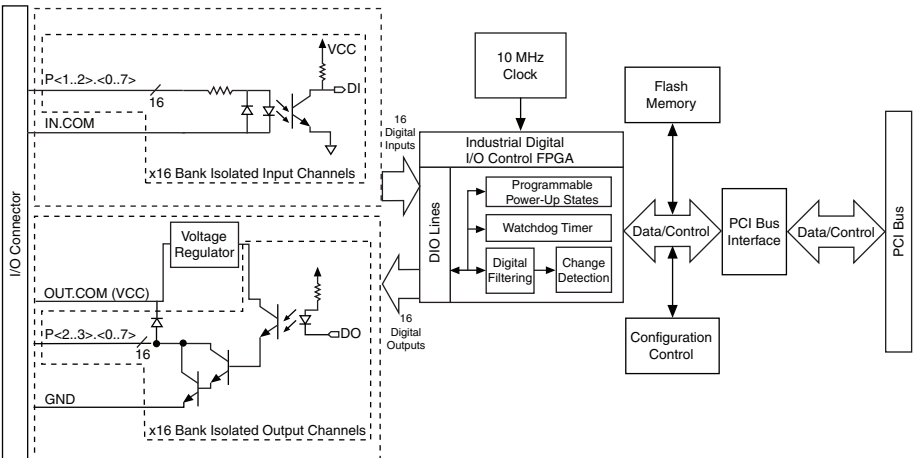 I/O Connector
P<1..2>.<0..7>
16
IN.COM
VCC
DI
x16 Bank Isolated Input Channels
16
Digital
Inputs
10 MHz
Clock
Industrial Digital
I/O Control FPGA
DIO Lines
Programmable
Power-Up States
Watchdog Timer
Digital
Filtering
Change
Detection
Flash
Memory
Data/Control
Configuration
Control
PCI Bus
Interface
Data/Control
PCI Bus
Voltage
Regulator
OUT.COM (VCC)
P<2..3>.<0..7>
16
GND
DO
x16 Bank Isolated Output Channels
16
Digital
Outputs